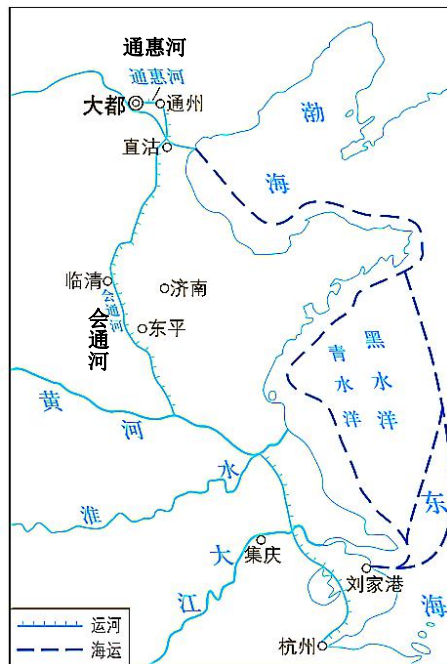 通惠河
通惠河
大都
通州
渤
海
直沽
临清
济南
会通河
会通河
东平
黄
河
青水洋
黑水洋
淮
水
东
海
大
江
集庆
刘家港
杭州
运河
海运